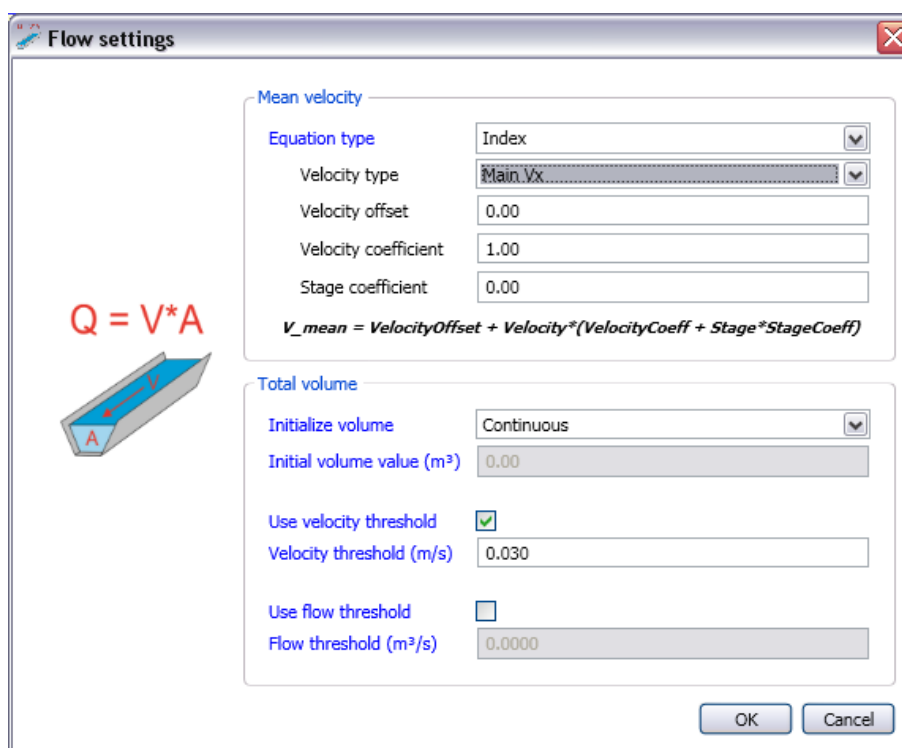 Flow settings
Mean velocity
Equation type Index
Velocity type Main Vx
Velocity offset 0.00
Velocity coefficient 1.00
Stage coefficient 0.00
V_mean = VelocityOffset + Velocity*(VelocityCoeff + Stage*StageCoeff)
Q = V*A
V
A
Total volume
Initialize volume Continuous
Initial volume value (m³) 0.00
Use velocity threshold
Velocity threshold (m/s) 0.030
Use flow threshold
Flow threshold (m³/s) 0.0000
OK Cancel